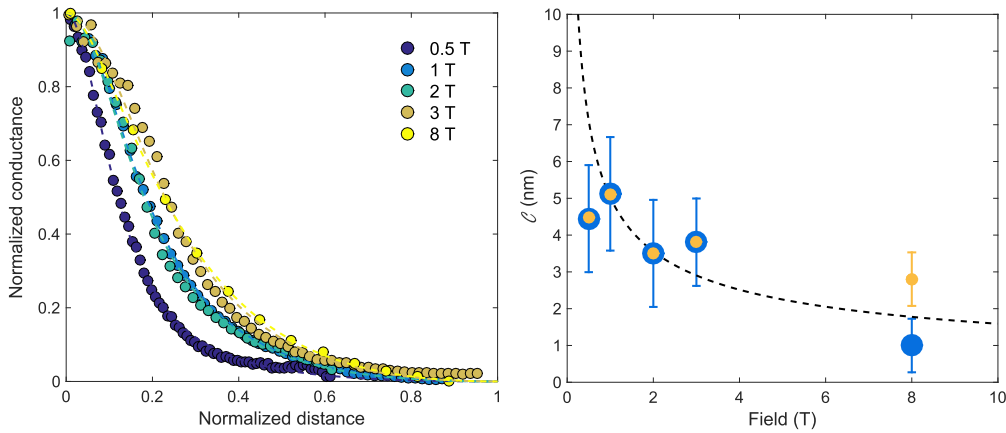 1
0.8
0.6
0.4
0.2
0
0 0.2 0.4 0.6 0.8 1
Normalized conductance
Normalized distance
0.5 T
1 T
2 T
3 T
8 T
10
9
8
7
6
5
4
3
2
1
0
0 2 4 6 8 10
𝒞 (nm)
Field (T)